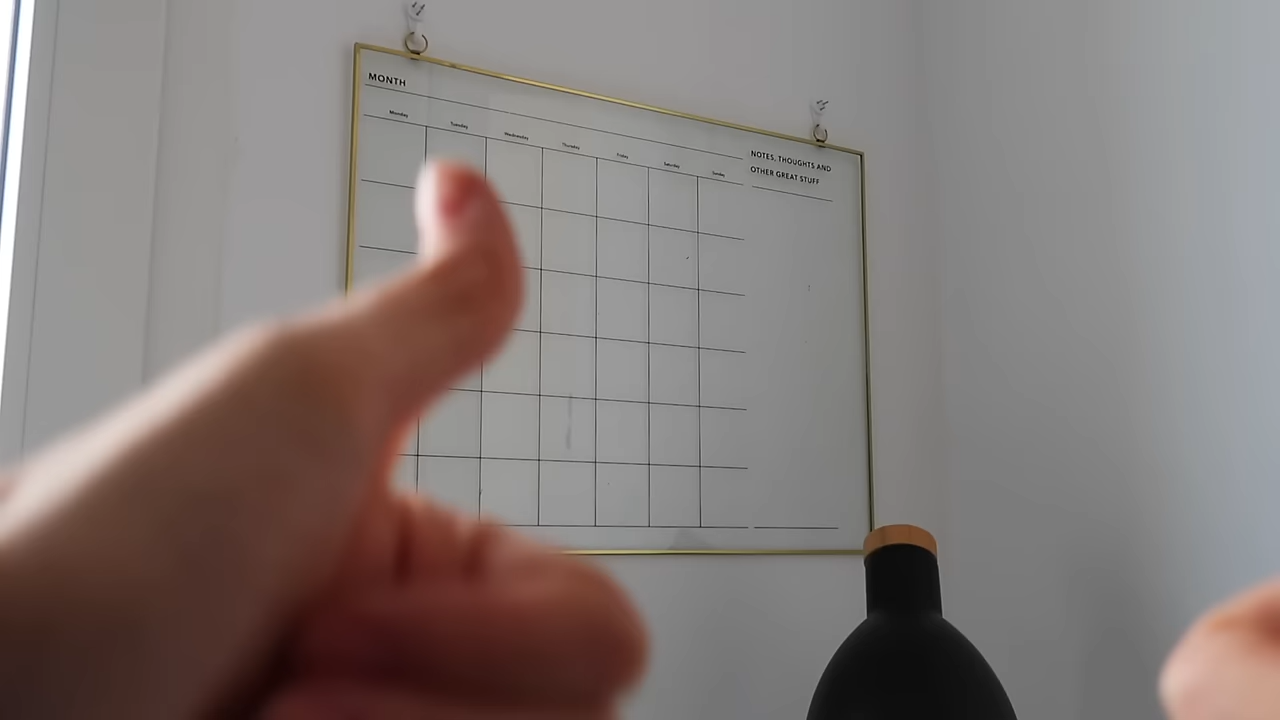 MONTH
Monday Tuesday Wednesday Thursday Friday Saturday Sunday
NOTES, THOUGHTS AND
OTHER GREAT STUFF